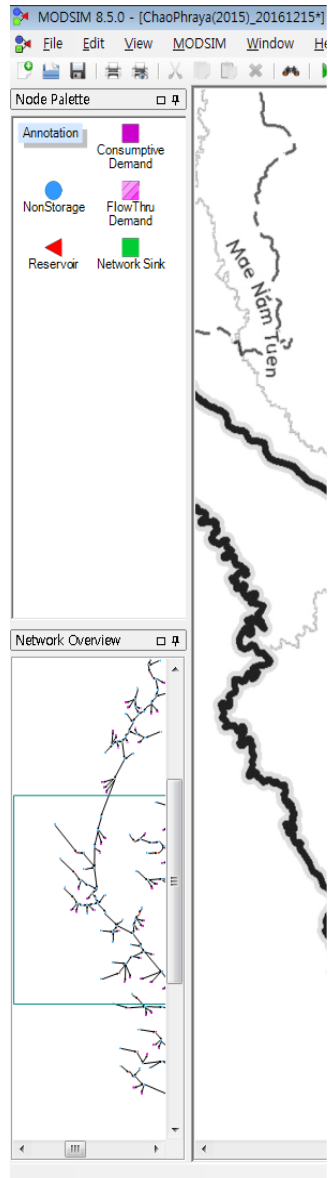 MODSIM 8.5.0 - [ChaoPhraya(2015)_20161215*]
File Edit View MODSIM Window He
Node Palette
Annotation
Consumptive
Demand
NonStorage
FlowThru
Demand
Reservoir
Network Sink
Mae Nam Tuen
Network Overview